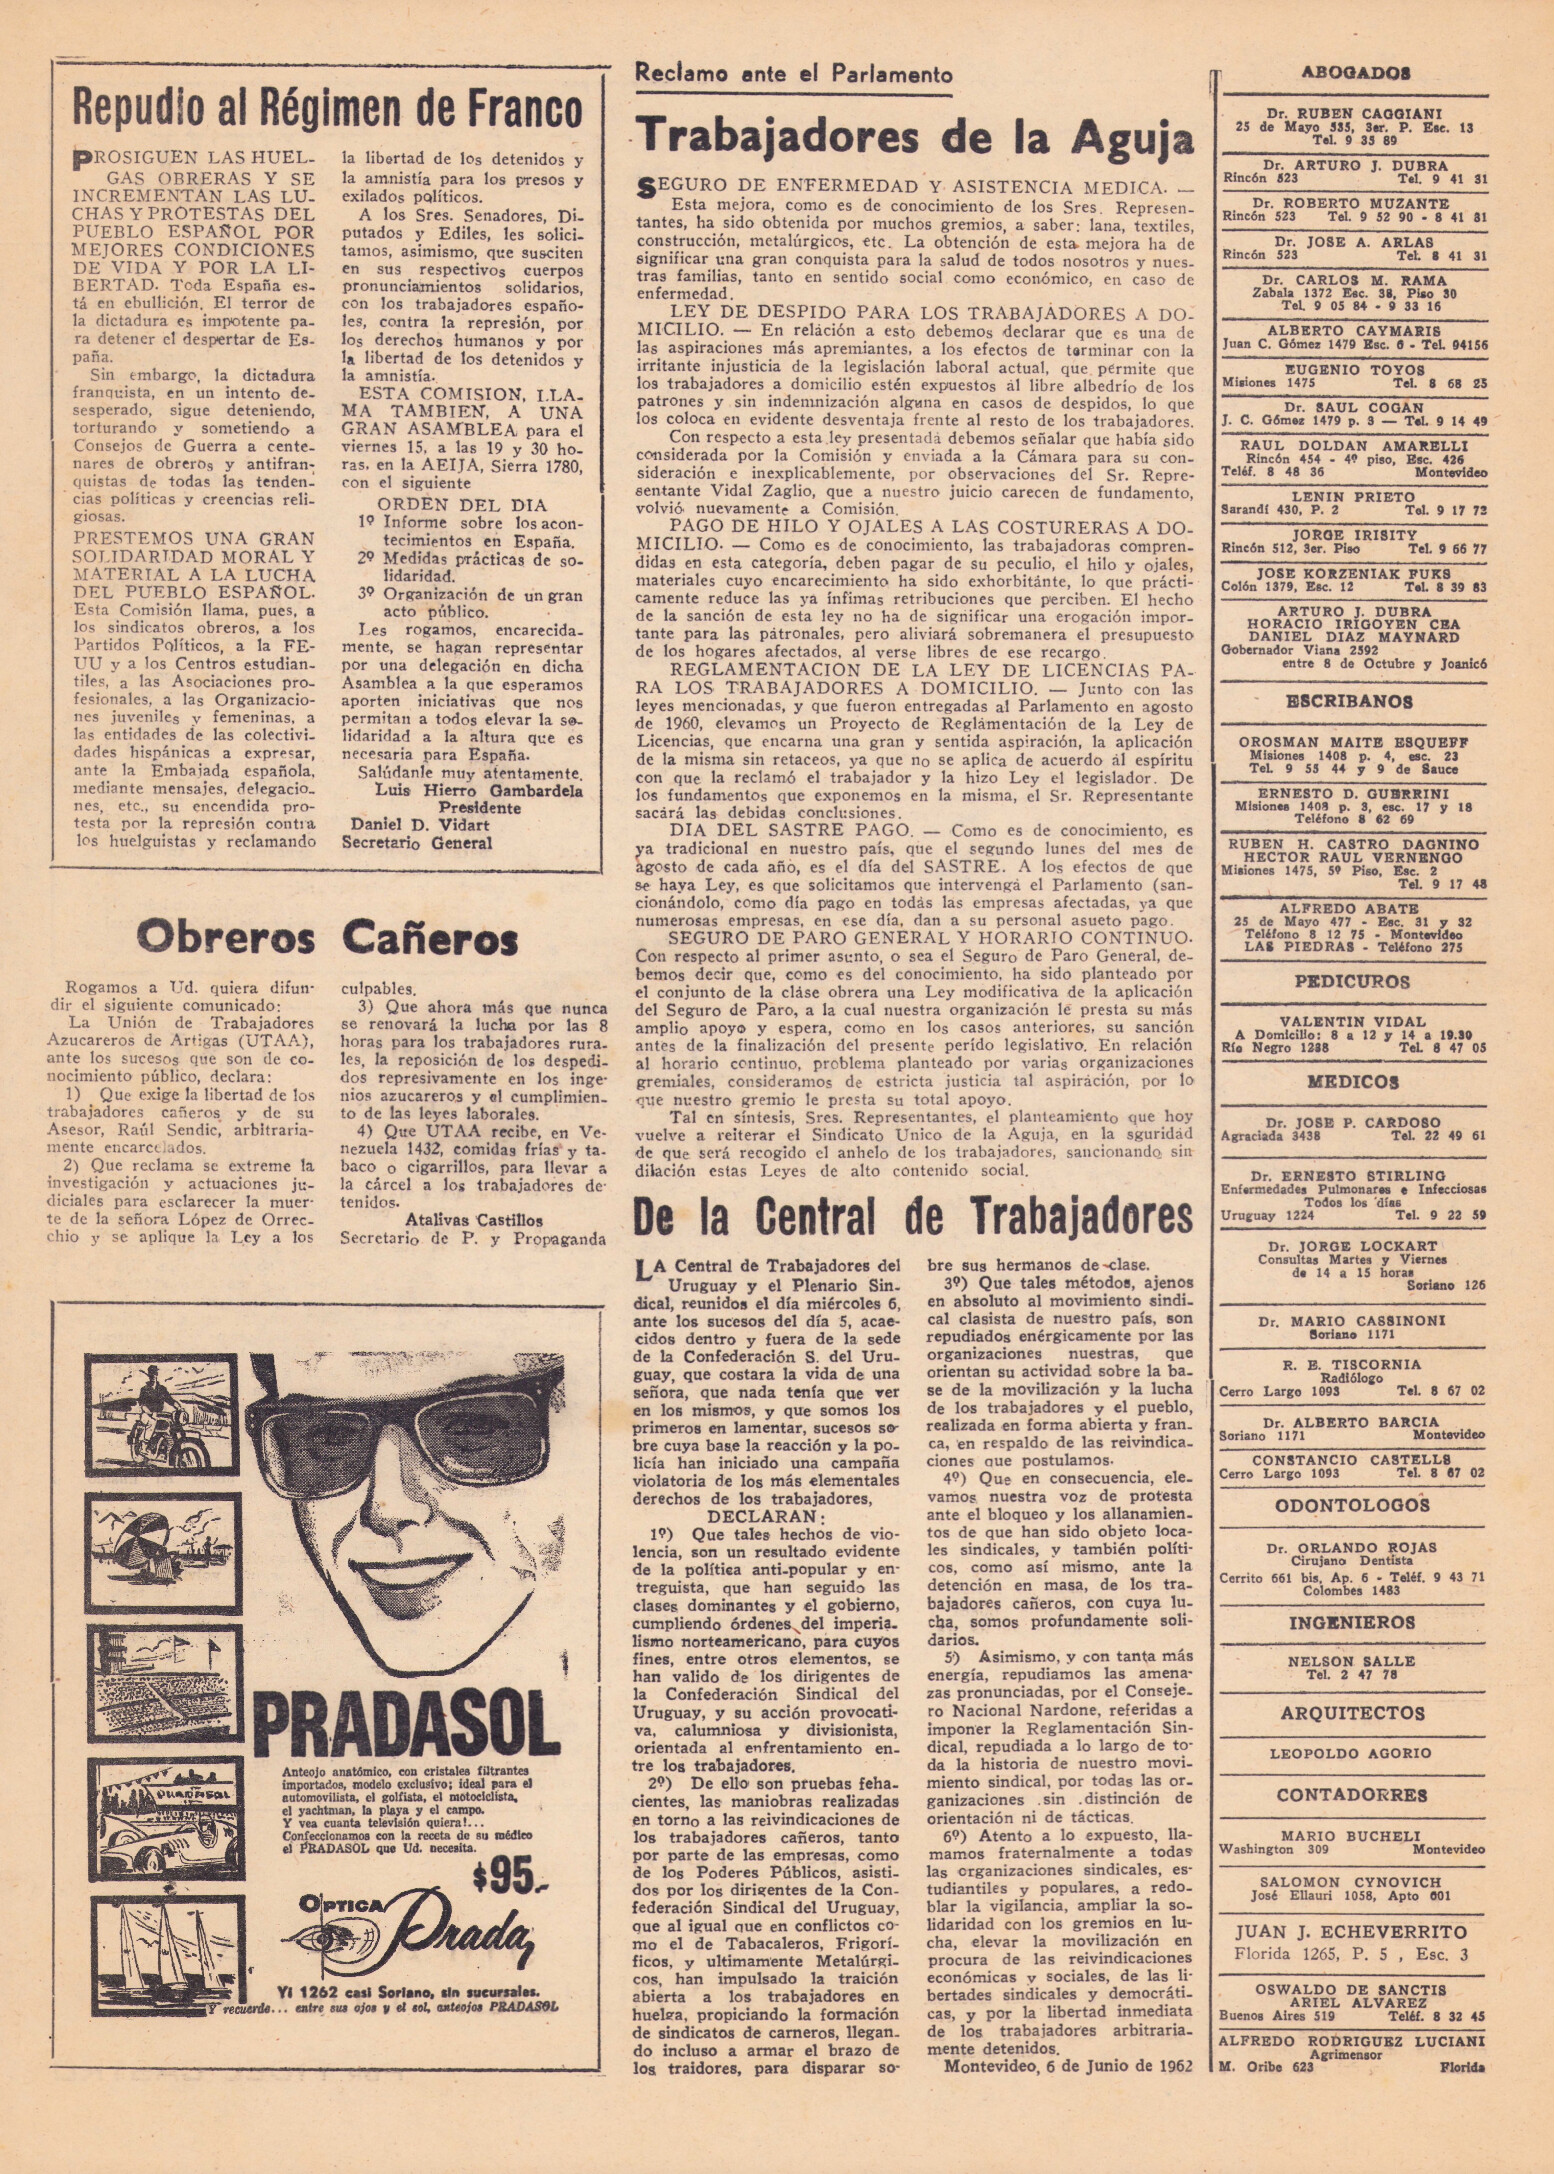 Repudio al Régimen de Franco
PROSIGUEN LAS HUEL-
GAS OBRERAS Y SE
INCREMENTAN LAS LU-
CHAS Y PROTESTAS DEL
PUEBLO ESPAÑOL POR
MEJORES CONDICIONES
DE VIDA Y POR LA LI-
BERTAD. Toda España es-
tá en ebullición. El terror de
la dictadura es impotente pa-
ra detener el despertar de Es-
paña.
Sin embargo, la dictadura
franquista, en un intento de-
sesperado, sigue deteniendo,
torturando y sometiendo a
Consejos de Guerra a cente-
nares de obreros y antifran-
quistas de todas las tenden-
cias políticas y creencias reli-
giosas.
PRESTEMOS UNA GRAN
SOLIDARIDAD MORAL Y
MATERIAL A LA LUCHA
DEL PUEBLO ESPAÑOL.
Esta Comisión llama, pues, a
los sindicatos obreros, a los
Partidos Políticos, a la FE-
UU y a los Centros estudian-
tiles, a las Asociaciones pro-
fesionales, a las Organizacio-
nes juveniles y femeninas, a
las entidades de las colectivi-
dades hispánicas a expresar,
ante la Embajada española,
mediante mensajes, delegacio-
nes, etc., su encendida pro-
testa por la represión contra
los huelguistas y reclamando
la libertad de los detenidos y
la amnistía para los presos y
exilados políticos.
A los Sres. Senadores, Di-
putados y Ediles, les solici-
tamos, asimismo, que susciten
en sus respectivos cuerpos
pronunciamientos solidarios,
con los trabajadores españo-
les, contra la represión, por
los derechos humanos y por
la libertad de los detenidos y
la amnistía.
ESTA COMISION, LLA-
MA TAMBIEN, A UNA
GRAN ASAMBLEA para el
viernes 15, a las 19 y 30 ho-
ras, en la AEIJA, Sierra 1780,
con el siguiente
ORDEN DEL DIA
1º Informe sobre los acon-
tecimientos en España.
2º Medidas prácticas de so-
lidaridad.
3º Organización de un gran
acto público.
Les rogamos, encarecida-
mente, se hagan representar
por una delegación en dicha
Asamblea a la que esperamos
aporten iniciativas que nos
permitan a todos elevar la so-
lidaridad a la altura que es
necesaria para España.
Salúdanle muy atentamente.
Luis Hierro Gambardela
Presidente
Daniel D. Vidart
Secretario General
Obreros Cañeros
Rogamos a Ud. quiera difun-
dir el siguiente comunicado:
La Unión de Trabajadores
Azucareros de Artigas (UTAA),
ante los sucesos que son de co-
nocimiento público, declara:
1) Que exige la libertad de los
trabajadores cañeros y de su
Asesor, Raúl Sendic, arbitraria-
mente encarcelados.
2) Que reclama se extreme la
investigación y actuaciones ju-
diciales para esclarecer la muer-
te de la señora López de Orrec-
chio y se aplique la Ley a los
culpables.
3) Que ahora más que nunca
se renovará la lucha por las 8
horas para los trabajadores rura-
les, la reposición de los despedi-
dos represivamente en los inge-
nios azucareros y el cumplimien-
to de las leyes laborales.
4) Que UTAA recibe, en Ve-
nezuela 1432, comidas frías y ta-
baco o cigarrillos, para llevar a
la cárcel a los trabajadores de-
tenidos.
Atalivas Castillos
Secretario de P. y Propaganda
PRADASOL
PRADASOL
Anteojo anatómico, con cristales filtrantes
importados, modelo exclusivo; ideal para el
automovilista, el golfista, el motociclista,
el yachtman, la playa y el campo.
Y vea cuanta televisión quiera!...
Confeccionamos con la receta de su médico
el PRADASOL que Ud. necesita.
$95.-
OPTICA
Prada,
Yí 1262 casi Soriano, sin sucursales.
Y recuerde... entre sus ojos y el sol, anteojos PRADASOL
Reclamo ante el Parlamento
Trabajadores de la Aguja
SEGURO DE ENFERMEDAD Y ASISTENCIA MEDICA. —
Esta mejora, como es de conocimiento de los Sres. Represen-
tantes, ha sido obtenida por muchos gremios, a saber: lana, textiles,
construcción, metalúrgicos, etc. La obtención de esta mejora ha de
significar una gran conquista para la salud de todos nosotros y nues-
tras familias, tanto en sentido social como económico, en caso de
enfermedad.
LEY DE DESPIDO PARA LOS TRABAJADORES A DO-
MICILIO. — En relación a esto debemos declarar que es una de
las aspiraciones más apremiantes, a los efectos de terminar con la
irritante injusticia de la legislación laboral actual, que permite que
los trabajadores a domicilio estén expuestos al libre albedrío de los
patrones y sin indemnización alguna en casos de despidos, lo que
los coloca en evidente desventaja frente al resto de los trabajadores.
Con respecto a esta ley presentada debemos señalar que había sido
considerada por la Comisión y enviada a la Cámara para su con-
sideración e inexplicablemente, por observaciones del Sr. Repre-
sentante Vidal Zaglio, que a nuestro juicio carecen de fundamento,
volvió nuevamente a Comisión.
PAGO DE HILO Y OJALES A LAS COSTURERAS A DO-
MICILIO. — Como es de conocimiento, las trabajadoras compren-
didas en esta categoría, deben pagar de su peculio, el hilo y ojales,
materiales cuyo encarecimiento ha sido exhorbitánte, lo que prácti-
camente reduce las ya ínfimas retribuciones que perciben. El hecho
de la sanción de esta ley no ha de significar una erogación impor-
tante para las pátronales, pero aliviará sobremanera el presupuesto
de los hogares afectados, al verse libres de ese recargo.
REGLAMENTACION DE LA LEY DE LICENCIAS PA-
RA LOS TRABAJADORES A DOMICILIO. — Junto con las
leyes mencionadas, y que fueron entregadas al Parlamento en agosto
de 1960, elevamos un Proyecto de Reglámentación de la Ley de
Licencias, que encarna una gran y sentida aspiración, la aplicación
de la misma sin retaceos, ya que no se aplica de acuerdo ál espíritu
con que la reclamó el trabajador y la hizo Ley el legislador. De
los fundamentos que exponemos en la misma, el Sr. Representante
sacará las debidas conclusiones.
DIA DEL SASTRE PAGO. — Como es de conocimiento, es
ya tradicional en nuestro país, que el segundo lunes del mes de
agosto de cada año, es el día del SASTRE. A los efectos de que
se haya Ley, es que solicitamos que intervengá el Parlamento (san-
cionándolo, como día pago en todás las empresas afectadas, ya que
numerosas empresas, en ese día, dan a su personal asueto pago.
SEGURO DE PARO GENERAL Y HORARIO CONTINUO.
Con respecto al primer asunto, o sea el Seguro de Paro General, de-
bemos decir que, como es del conocimiento, ha sido planteado por
el conjunto de la cláse obrera una Ley modificativa de la aplicación
del Seguro de Paro, a la cual nuestra organización le presta su más
amplio apoyo y espera, como en los casos anteriores, su sanción
antes de la finalización del presente perído legislativo. En relación
al horario continuo, problema planteado por varias organizaciones
gremiales, consideramos de estricta justicia tal aspiración, por lo
que nuestro gremio le presta su total apoyo.
Tal en síntesis, Sres. Representantes, el planteamiento que hoy
vuelve a reiterar el Sindicato Unico de la Aguja, en la sguridad
de que será recogido el anhelo de los trabajadores, sancionando sin
dilación estas Leyes de alto contenido social.
De la Central de Trabajadores
LA Central de Trabajadores del
Uruguay y el Plenario Sin-
dical, reunidos el día miércoles 6,
ante los sucesos del día 5, acae-
cidos dentro y fuera de la sede
de la Confederación S. del Uru-
guay, que costara la vida de una
señora, que nada tenía que ver
en los mismos, y que somos los
primeros en lamentar, sucesos so-
bre cuya base la reacción y la po-
licía han iniciado una campaña
violatoria de los más elementales
derechos de los trabajadores,
DECLARAN:
1º) Que tales hechos de vio-
lencia, son un resultado evidente
de la política anti-popular y en-
treguista, que han seguido las
clases dominantes y el gobierno,
cumpliendo órdenes del imperia-
lismo norteamericano, para cuyos
fines, entre otros elementos, se
han valido de los dirigentes de
la Confederación Sindical del
Uruguay, y su acción provocati-
va, calumniosa y divisionista,
orientada al enfrentamiento en-
tre los trabajadores.
2º) De ello son pruebas feha-
cientes, las maniobras realizadas
en torno a las reivindicaciones de
los trabajadores cañeros, tanto
por parte de las empresas, como
de los Poderes Públicos, asisti-
dos por los dirigentes de la Con-
federación Sindical del Uruguay,
que al igual que en conflictos co-
mo el de Tabacaleros, Frigorí-
ficos, y ultimamente Metalúrgi-
cos, han impulsado la traición
abierta a los trabajadores en
huelga, propiciando la formación
de sindicatos de carneros, llegan-
do incluso a armar el brazo de
los traidores, para disparar so-
bre sus hermanos de clase.
3º) Que tales métodos, ajenos
en absoluto al movimiento sindi-
cal clasista de nuestro país, son
repudiados enérgicamente por las
organizaciones nuestras, que
orientan su actividad sobre la ba-
se de la movilización y la lucha
de los trabajadores y el pueblo,
realizada en forma abierta y fran-
ca, en respaldo de las reivindica-
ciones que postulamos.
4º) Que en consecuencia, ele-
vamos nuestra voz de protesta
ante el bloqueo y los allanamien-
tos de que han sido objeto loca-
les sindicales, y también políti-
cos, como así mismo, ante la
detención en masa, de los tra-
bajadores cañeros, con cuya lu-
cha, somos profundamente soli-
darios.
5º) Asimismo, y con tanta más
energía, repudiamos las amena-
zas pronunciadas, por el Conseje-
ro Nacional Nardone, referidas a
imponer la Reglamentación Sin-
dical, repudiada a lo largo de to-
da la historia de nuestro movi-
miento sindical, por todas las or-
ganizaciones .sin .distinción de
orientación ni de tácticas.
6º) Atento a lo expuesto, lla-
mamos fraternalmente a todas
las organizaciones sindicales, es-
tudiantiles y populares, a redo-
blar la vigilancia, ampliar la so-
lidaridad con los gremios en lu-
cha, elevar la movilización en
procura de las reivindicaciones
económicas y sociales, de las li-
bertades sindicales y democráti-
cas, y por la libertad inmediata
de los trabajadores arbitraria-
mente detenidos.
Montevideo, 6 de Junio de 1962
ABOGADOS
Dr. RUBEN CAGGIANI
25 de Mayo 535, 3er. P. Esc. 13
Tel. 9 35 89
Dr. ARTURO J. DUBRA
Rincón 523 Tel. 9 41 31
Dr. ROBERTO MUZANTE
Rincón 523 Tel. 9 52 90 - 8 41 31
Dr. JOSE A. ARLAS
Rincón 523 Tel. 8 41 31
Dr. CARLOS M. RAMA
Zabala 1372 Esc. 38, Piso 30
Tel. 9 05 84 - 9 33 16
ALBERTO CAYMARIS
Juan C. Gómez 1479 Esc. 6 - Tel. 94156
EUGENIO TOYOS
Misiones 1475 Tel. 8 68 25
Dr. SAUL COGAN
J. C. Gómez 1479 p. 3 — Tel. 9 14 49
RAUL DOLDAN AMARELLI
Rincón 454 - 4º piso, Esc. 426
Teléf. 8 48 36 Montevideo
LENIN PRIETO
Sarandí 430, P. 2 Tel. 9 17 72
JORGE IRISITY
Rincón 512, 3er. Piso Tel. 9 66 77
JOSE KORZENIAK FUKS
Colón 1379, Esc. 12 Tel. 8 39 83
ARTURO J. DUBRA
HORACIO IRIGOYEN CEA
DANIEL DIAZ MAYNARD
Gobernador Viana 2592
entre 8 de Octubre y Joanicó
ESCRIBANOS
OROSMAN MAITE ESQUEFF
Misiones 1408 p. 4, esc. 23
Tel. 9 55 44 y 9 de Sauce
ERNESTO D. GUERRINI
Misiones 1408 p. 3, esc. 17 y 18
Teléfono 8 62 69
RUBEN H. CASTRO DAGNINO
HECTOR RAUL VERNENGO
Misiones 1475, 5º Piso, Esc. 2
Tel. 9 17 48
ALFREDO ABATE
25 de Mayo 477 - Esc. 31 y 32
Teléfono 8 12 75 - Montevideo
LAS PIEDRAS - Teléfono 275
PEDICUROS
VALENTIN VIDAL
A Domicilio: 8 a 12 y 14 a 19.30
Río Negro 1288 Tel. 8 47 05
MEDICOS
Dr. JOSE P. CARDOSO
Agraciada 3438 Tel. 22 49 61
Dr. ERNESTO STIRLING
Enfermedades Pulmonares e Infecciosas
Todos los días
Uruguay 1224 Tel. 9 22 59
Dr. JORGE LOCKART
Consultas Martes y Viernes
de 14 a 15 horas
Soriano 126
Dr. MARIO CASSINONI
Soriano 1171
R. E. TISCORNIA
Radiólogo
Cerro Largo 1093 Tel. 8 67 02
Dr. ALBERTO BARCIA
Soriano 1171 Montevideo
CONSTANCIO CASTELLS
Cerro Largo 1093 Tel. 8 67 02
ODONTOLOGOS
Dr. ORLANDO ROJAS
Cirujano Dentista
Cerrito 661 bis, Ap. 6 - Teléf. 9 43 71
Colombes 1483
INGENIEROS
NELSON SALLE
Tel. 2 47 78
ARQUITECTOS
LEOPOLDO AGORIO
CONTADORRES
MARIO BUCHELI
Washington 309 Montevideo
SALOMON CYNOVICH
José Ellauri 1058, Apto 601
JUAN J. ECHEVERRITO
Florida 1265, P. 5 , Esc. 3
OSWALDO DE SANCTIS
ARIEL ALVAREZ
Buenos Aires 519 Teléf. 8 32 45
ALFREDO RODRIGUEZ LUCIANI
Agrimensor
M. Oribe 623 Florida